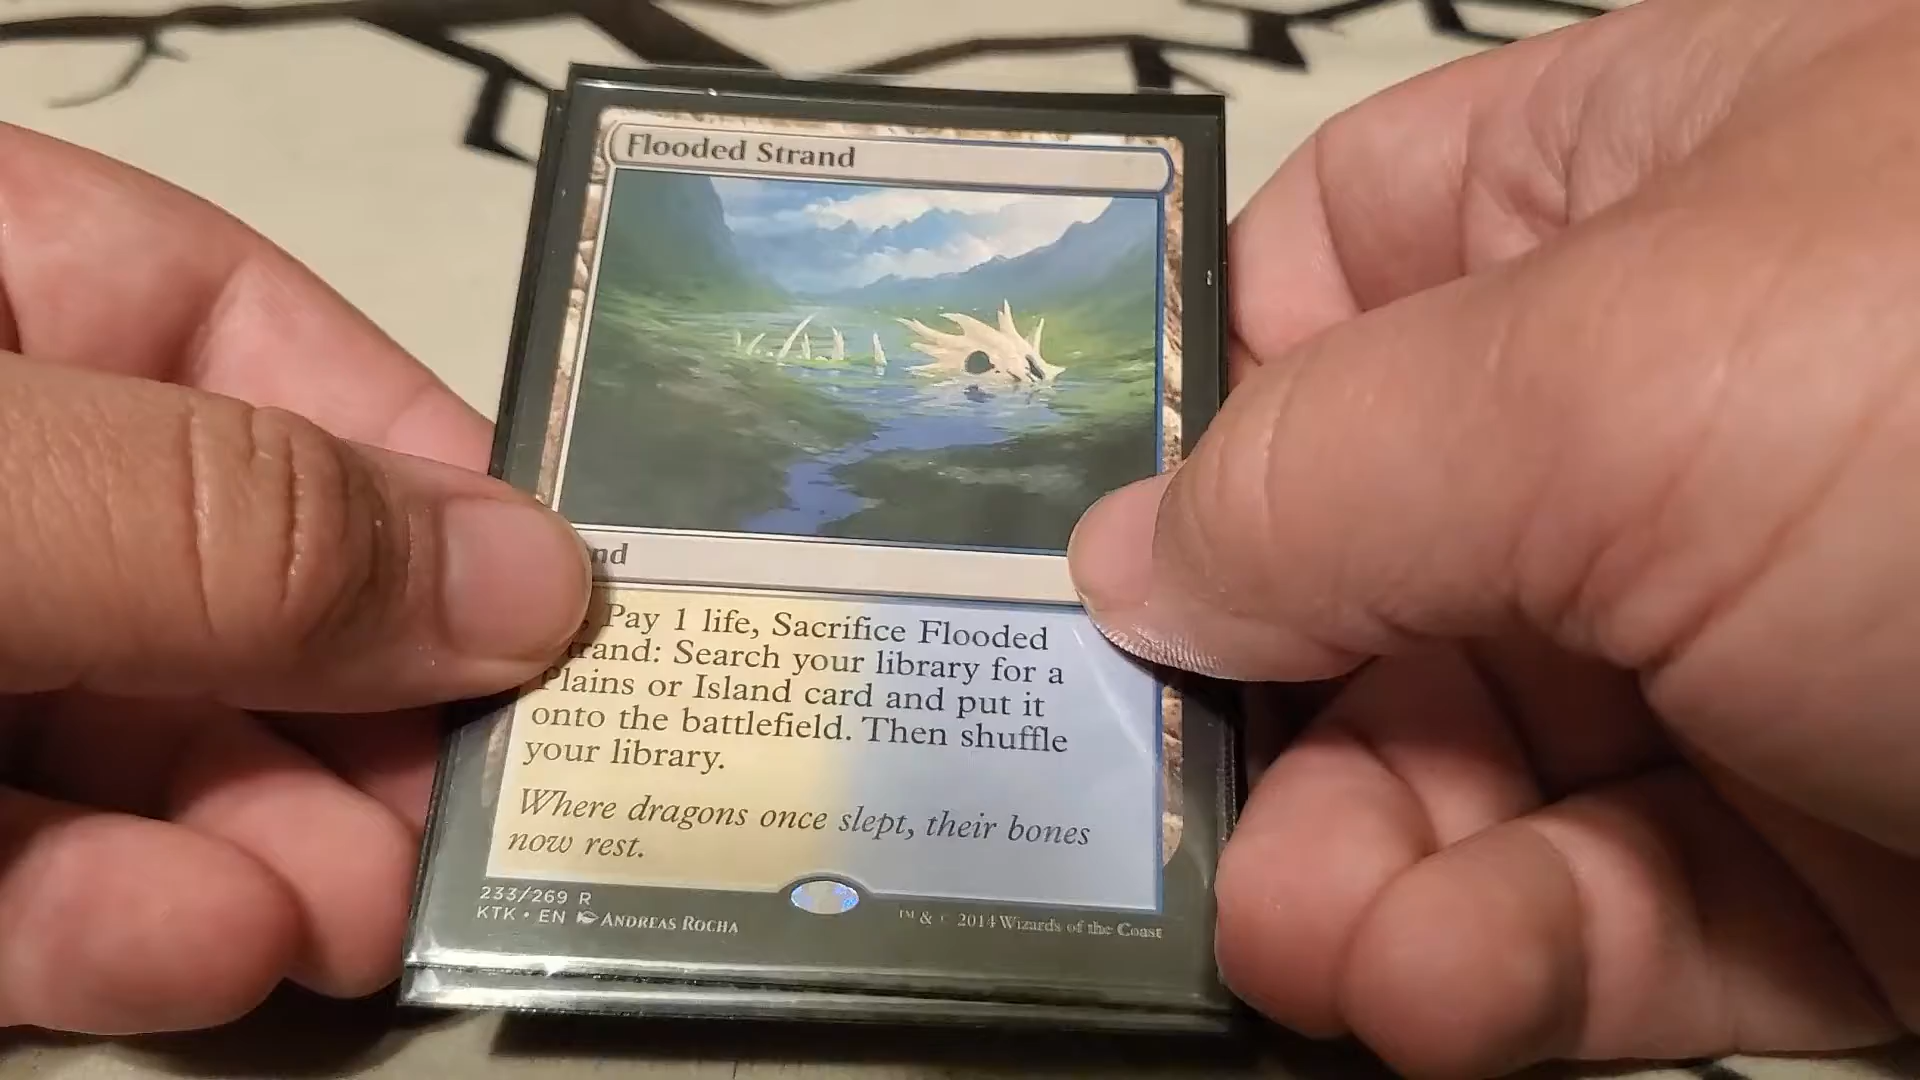 Flooded Strand
nd
, Pay 1 life, Sacrifice Flooded
trand: Search your library for a
Plains or Island card and put it
onto the battlefield. Then shuffle
your library.
Where dragons once slept, their bones
now rest.
233/269 R
KTK • EN ANDREAS ROCHA
™ & © 2014 Wizards of the Coast